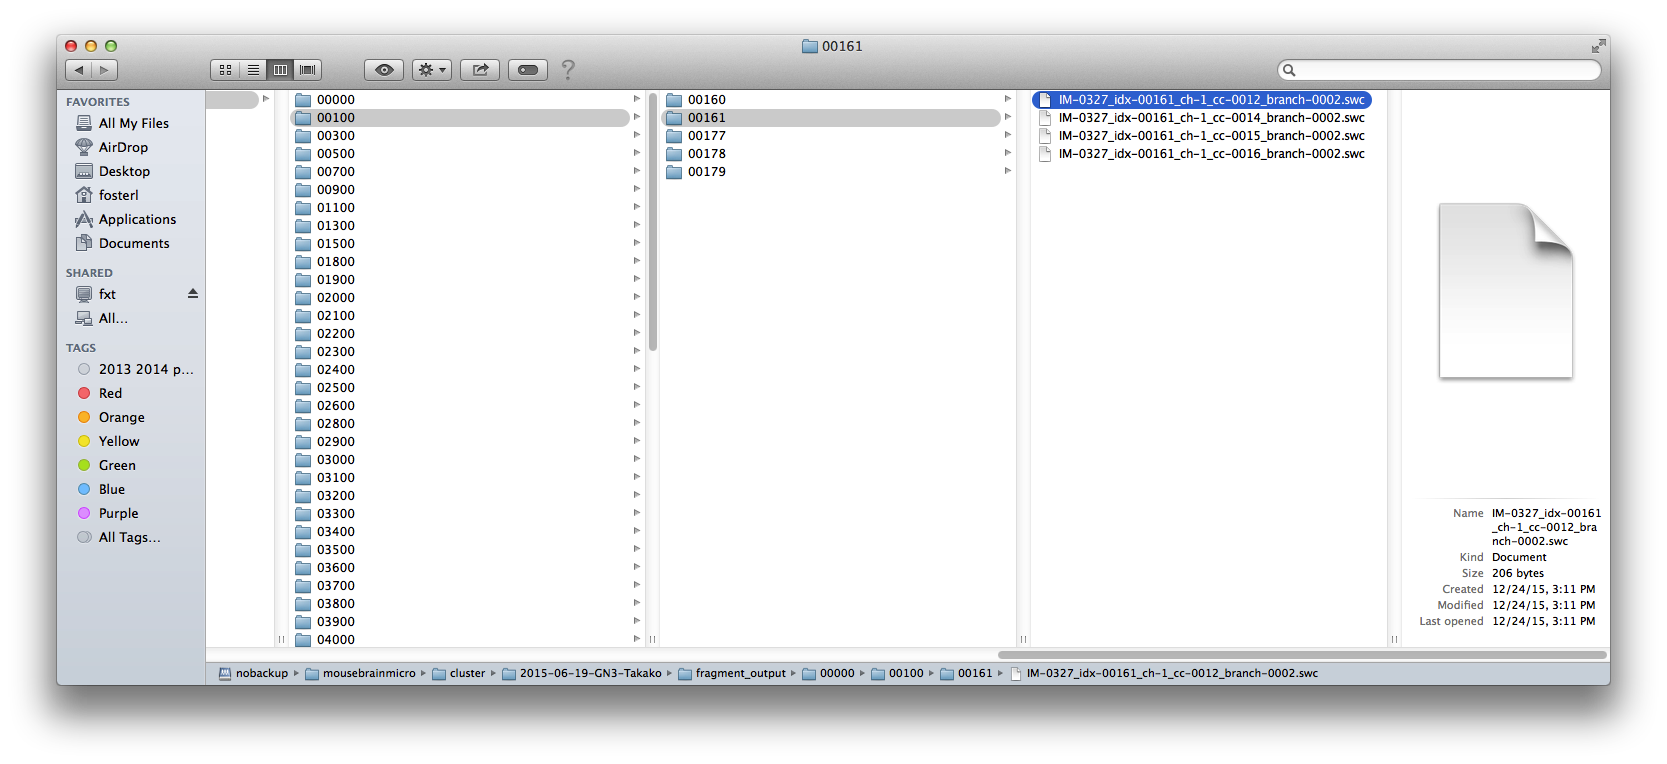 00161
?
FAVORITES
All My Files
AirDrop
Desktop
fosterl
Applications
Documents
SHARED
fxt
All...
TAGS
2013 2014 p...
Red
Orange
Yellow
Green
Blue
Purple
All Tags...
00000
00100
00300
00500
00700
00900
01100
01300
01500
01800
01900
02000
02100
02200
02300
02400
02500
02600
02800
02900
03000
03100
03200
03300
03400
03500
03600
03700
03800
03900
04000
00160
00161
00177
00178
00179
IM-0327_idx-00161_ch-1_cc-0012_branch-0002.swc
IM-0327_idx-00161_ch-1_cc-0014_branch-0002.swc
IM-0327_idx-00161_ch-1_cc-0015_branch-0002.swc
IM-0327_idx-00161_ch-1_cc-0016_branch-0002.swc
Name IM-0327_idx-00161
_ch-1_cc-0012_bra
nch-0002.swc
Kind Document
Size 206 bytes
Created 12/24/15, 3:11 PM
Modified 12/24/15, 3:11 PM
Last opened 12/24/15, 3:11 PM
nobackup mousebrainmicro cluster 2015-06-19-GN3-Takako fragment_output 00000 00100 00161 IM-0327_idx-00161_ch-1_cc-0012_branch-0002.swc